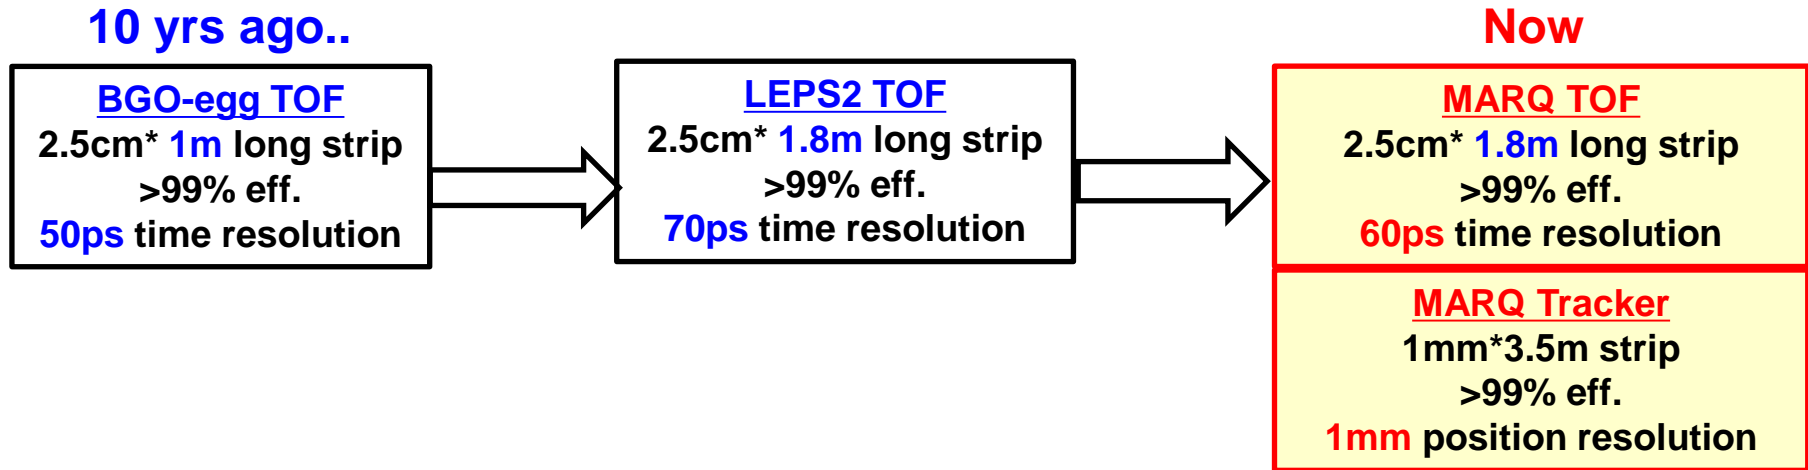 10 yrs ago..
BGO-egg TOF
2.5cm* 1m long strip
>99% eff.
50ps time resolution
LEPS2 TOF
2.5cm* 1.8m long strip
>99% eff.
70ps time resolution
Now
MARQ TOF
2.5cm* 1.8m long strip
>99% eff.
60ps time resolution
MARQ Tracker
1mm*3.5m strip
>99% eff.
1mm position resolution